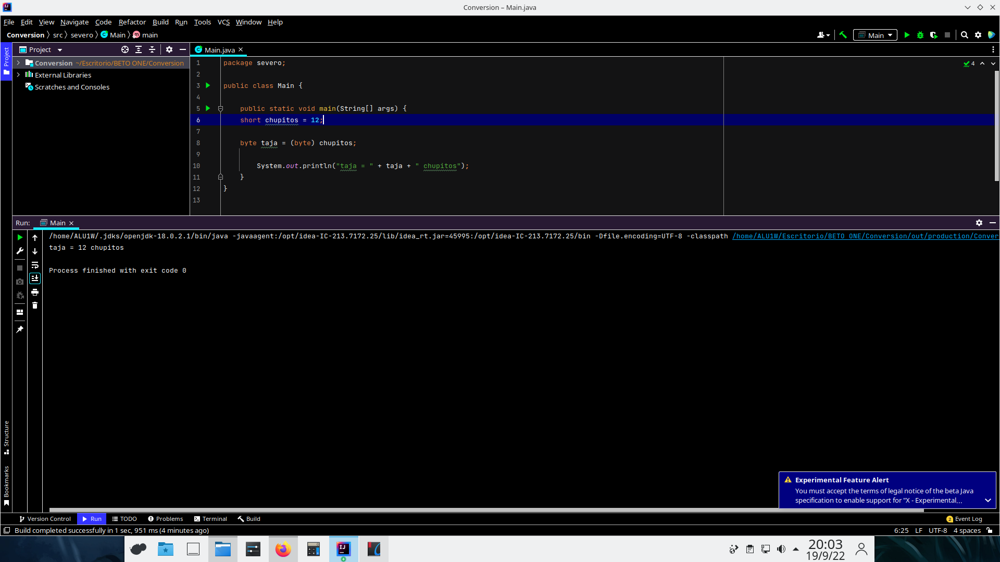 Conversion – Main.java
File Edit View Navigate Code Refactor Build Run Tools VCS Window Help
Conversion src severo Main main
Main
Project
Project
Main.java
Conversion ~/Escritorio/BETO ONE/Conversion
External Libraries
Scratches and Consoles
4
1 package severo;
2
3 public class Main {
4
5 public static void main(String[] args) {
6 short chupitos = 12;
7
8 byte taja = (byte) chupitos;
9
10 System.out.println("taja = " + taja + " chupitos");
11 }
12 }
13
Run: Main
/home/ALU1W/.jdks/openjdk-18.0.2.1/bin/java -javaagent:/opt/idea-IC-213.7172.25/lib/idea_rt.jar=45995:/opt/idea-IC-213.7172.25/bin -Dfile.encoding=UTF-8 -classpath /home/ALU1W/Escritorio/BETO ONE/Conversion/out/production/Conver
taja = 12 chupitos
Process finished with exit code 0
Structure
Bookmarks
Experimental Feature Alert
You must accept the terms of legal notice of the beta Java
specification to enable support for "X - Experimental...
Version Control Run TODO Problems Terminal Build
2 Event Log
Build completed successfully in 1 sec, 951 ms (4 minutes ago)
6:25 LF UTF-8 4 spaces
IJ
20:03
19/9/22